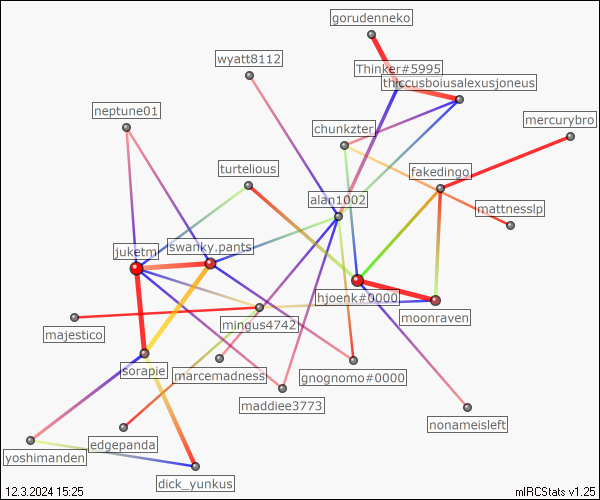 gorudenneko
wyatt8112
Thinker#5995
thiccusboiusalexusjoneus
neptune01
mercurybro
chunkzter
turtelious
fakedingo
alan1002
mattnesslp
juketm
swanky.pants
hjoenk#0000
moonraven
mingus4742
majestico
sorapie
marcemadness
gnognomo#0000
maddiee3773
nonameisleft
edgepanda
yoshimanden
dick_yunkus
12.3.2024 15:25
mIRCStats v1.25